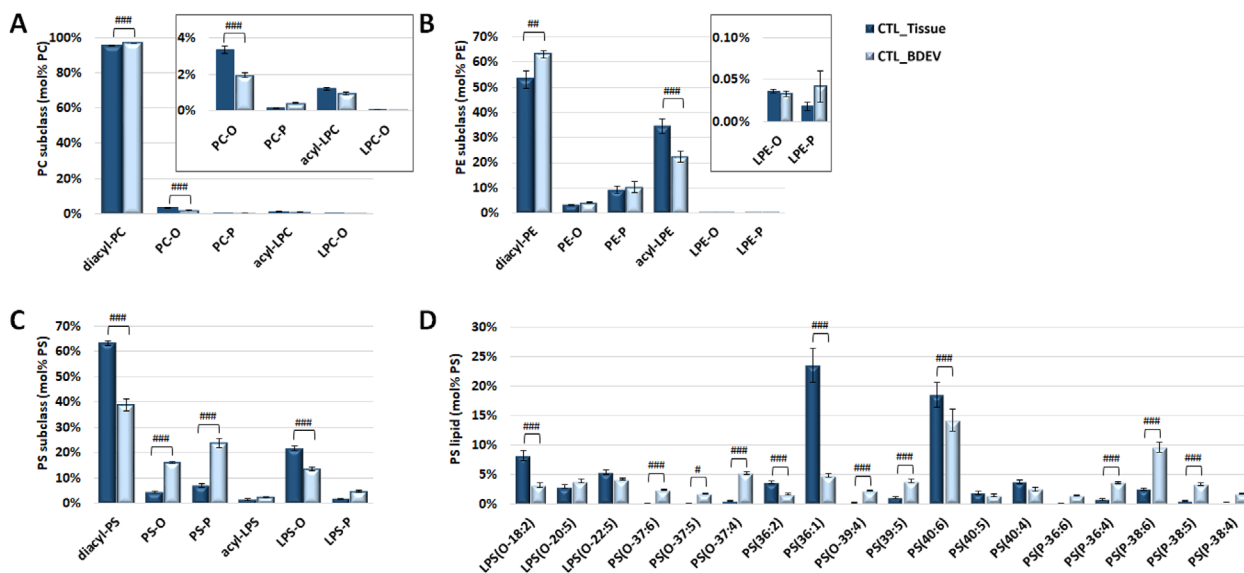 A
PC subclass (mol% PC)
100%
80%
60%
40%
20%
0%
###
###
diacyl-PC
PC-O
PC-P
acyl-LPC
LPC-O
4%
2%
0%
###
PC-O
PC-P
acyl-LPC
LPC-O
B
PE subclass (mol% PE)
70%
60%
50%
40%
30%
20%
10%
0%
##
###
diacyl-PE
PE-O
PE-P
acyl-LPE
LPE-O
LPE-P
0.10%
0.05%
0.00%
LPE-O
LPE-P
CTL_Tissue
CTL_BDEV
C
PS subclass (mol% PS)
70%
60%
50%
40%
30%
20%
10%
0%
###
###
###
###
diacyl-PS
PS-O
PS-P
acyl-LPS
LPS-O
LPS-P
D
PS lipid (mol% PS)
30%
25%
20%
15%
10%
5%
0%
###
###
#
###
###
###
###
###
###
###
###
###
LPS(O-18:2)
LPS(O-20:5)
LPS(O-22:5)
PS(O-37:6)
PS(O-37:5)
PS(O-37:4)
PS(36:2)
PS(36:1)
PS(O-39:4)
PS(39:5)
PS(40:6)
PS(40:5)
PS(40:4)
PS(P-36:6)
PS(P-36:4)
PS(P-38:6)
PS(P-38:5)
PS(P-38:4)